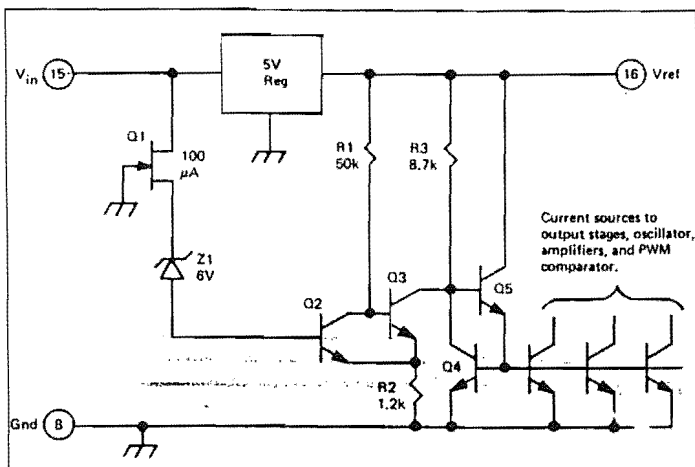 V_in 15
5V
Reg
16 Vref
Q1
100
μA
R1
50k
R3
8.7k
Current sources to
output stages, oscillator,
amplifiers, and PWM
comparator.
Z1
6V
Q2
Q3
Q5
Q4
R2
1.2k
Gnd 8